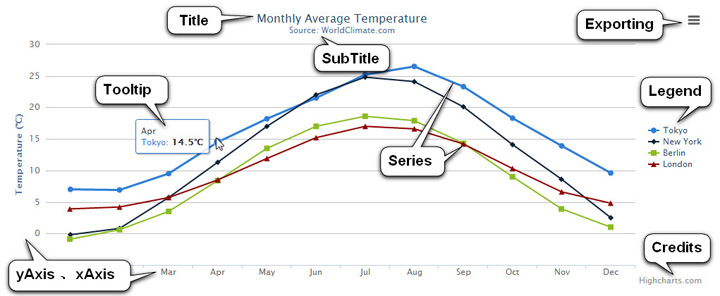 Title
Monthly Average Temperature
Source: WorldClimate.com
SubTitle
Exporting
Tooltip
Apr
Tokyo: 14.5°C
Series
Legend
Tokyo
New York
Berlin
London
Temperature (°C)
30
25
20
15
10
5
0
yAxis 、xAxis
Mar
Apr
May
Jun
Jul
Aug
Sep
Oct
Nov
Dec
Credits
Highcharts.com